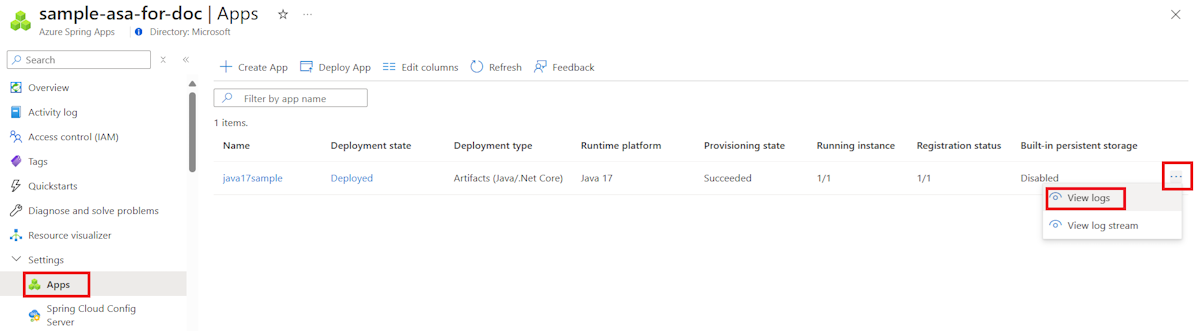 sample-asa-for-doc | Apps
Azure Spring Apps Directory: Microsoft
Search
Overview
Activity log
Access control (IAM)
Tags
Quickstarts
Diagnose and solve problems
Resource visualizer
Settings
Apps
Spring Cloud Config
Server
Create App Deploy App Edit columns Refresh Feedback
Filter by app name
1 items.
Name Deployment state Deployment type Runtime platform Provisioning state Running instance Registration status Built-in persistent storage
java17sample Deployed Artifacts (Java/.Net Core) Java 17 Succeeded 1/1 1/1 Disabled
View logs
View log stream